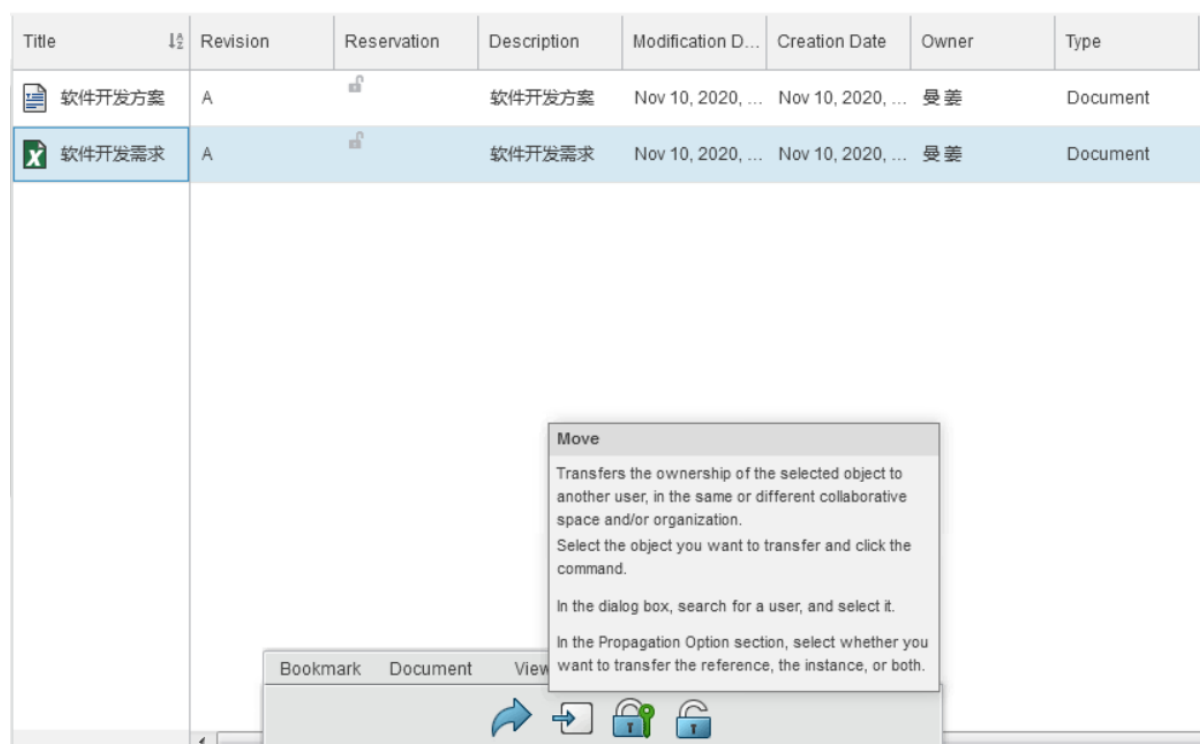 Title Revision Reservation Description Modification D... Creation Date Owner Type
软件开发方案 A 软件开发方案 Nov 10, 2020, ... Nov 10, 2020, ... 曼 姜 Document
软件开发需求 A 软件开发需求 Nov 10, 2020, ... Nov 10, 2020, ... 曼 姜 Document
Move
Transfers the ownership of the selected object to
another user, in the same or different collaborative
space and/or organization.
Select the object you want to transfer and click the
command.
In the dialog box, search for a user, and select it.
In the Propagation Option section, select whether you
want to transfer the reference, the instance, or both.
Bookmark Document View